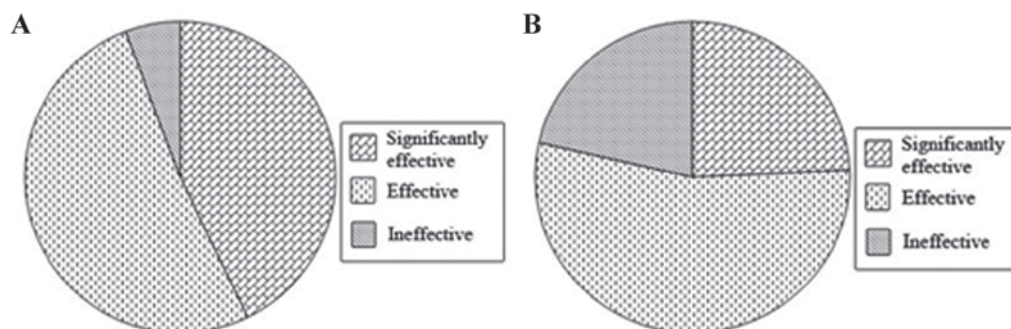 A
Significantly
effective
Effective
Ineffective
B
Significantly
effective
Effective
Ineffective